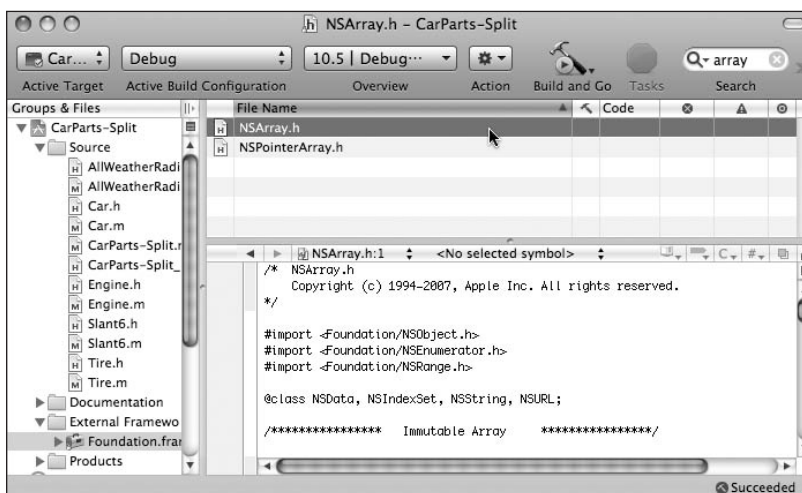 NSArray.h – CarParts-Split
Car... Debug 10.5 | Debug... array
Active Target Active Build Configuration Overview Action Build and Go Tasks Search
Groups & Files
CarParts-Split
Source
AllWeatherRadi
AllWeatherRadi
Car.h
Car.m
CarParts-Split.r
CarParts-Split_
Engine.h
Engine.m
Slant6.h
Slant6.m
Tire.h
Tire.m
Documentation
External Framewo
Foundation.fra
Products
File Name Code
NSArray.h
NSPointerArray.h
NSArray.h:1 <No selected symbol> C #
/* NSArray.h
Copyright (c) 1994-2007, Apple Inc. All rights reserved.
*/
#import <Foundation/NSObject.h>
#import <Foundation/NSEnumerator.h>
#import <Foundation/NSRange.h>
@class NSData, NSIndexSet, NSString, NSURL;
/**************** Immutable Array ****************/
Succeeded